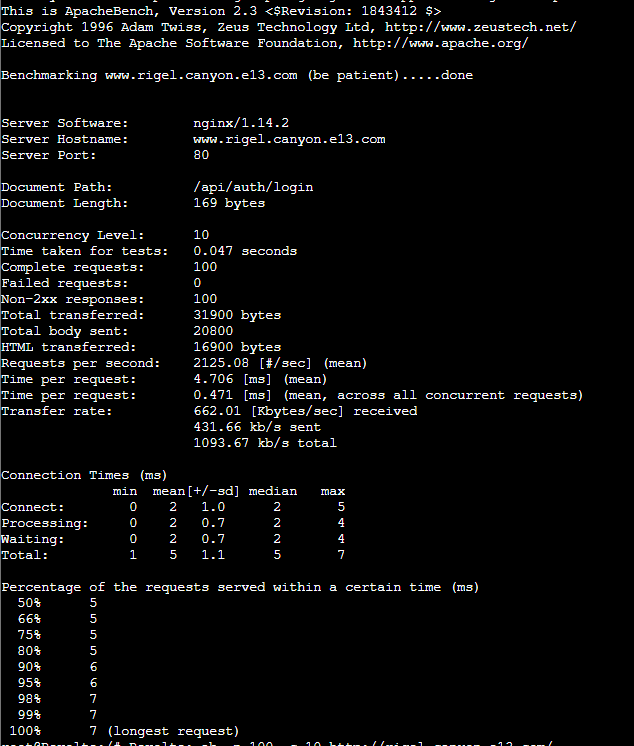 This is ApacheBench, Version 2.3 <$Revision: 1843412 $>
Copyright 1996 Adam Twiss, Zeus Technology Ltd, http://www.zeustech.net/
Licensed to The Apache Software Foundation, http://www.apache.org/
Benchmarking www.rigel.canyon.e13.com (be patient).....done
Server Software: nginx/1.14.2
Server Hostname: www.rigel.canyon.e13.com
Server Port: 80
Document Path: /api/auth/login
Document Length: 169 bytes
Concurrency Level: 10
Time taken for tests: 0.047 seconds
Complete requests: 100
Failed requests: 0
Non-2xx responses: 100
Total transferred: 31900 bytes
Total body sent: 20800
HTML transferred: 16900 bytes
Requests per second: 2125.08 [#/sec] (mean)
Time per request: 4.706 [ms] (mean)
Time per request: 0.471 [ms] (mean, across all concurrent requests)
Transfer rate: 662.01 [Kbytes/sec] received
431.66 kb/s sent
1093.67 kb/s total
Connection Times (ms)
min mean[+/-sd] median max
Connect: 0 2 1.0 2 5
Processing: 0 2 0.7 2 4
Waiting: 0 2 0.7 2 4
Total: 1 5 1.1 5 7
Percentage of the requests served within a certain time (ms)
50% 5
66% 5
75% 5
80% 5
90% 6
95% 6
98% 7
99% 7
100% 7 (longest request)